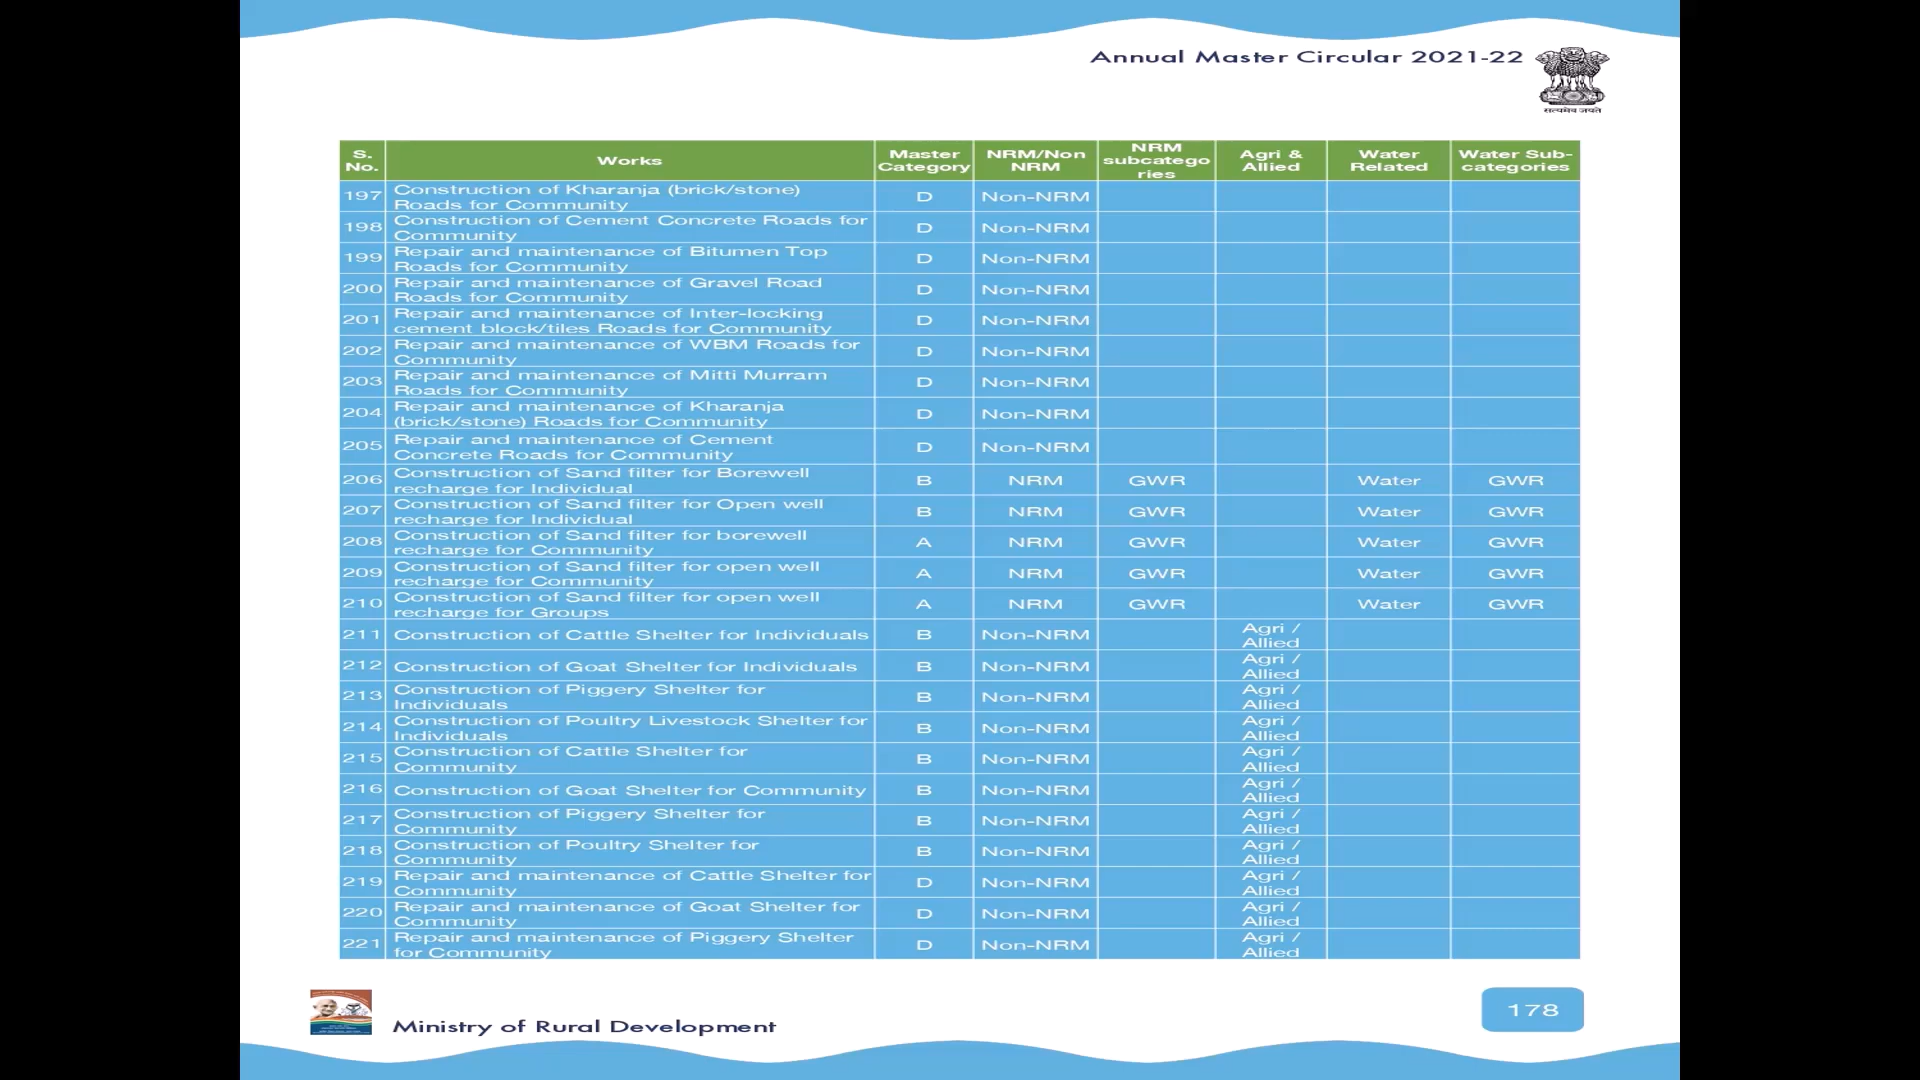 Annual Master Circular 2021-22
सत्यमेव जयते
S. No. Works Master Category NRM/Non NRM NRM subcatego ries Agri & Allied Water Related Water Sub-categories
197 Construction of Kharanja (brick/stone) Roads for Community D Non-NRM
198 Construction of Cement Concrete Roads for Community D Non-NRM
199 Repair and maintenance of Bitumen Top Roads for Community D Non-NRM
200 Repair and maintenance of Gravel Road Roads for Community D Non-NRM
201 Repair and maintenance of Inter-locking cement block/tiles Roads for Community D Non-NRM
202 Repair and maintenance of WBM Roads for Community D Non-NRM
203 Repair and maintenance of Mitti Murram Roads for Community D Non-NRM
204 Repair and maintenance of Kharanja (brick/stone) Roads for Community D Non-NRM
205 Repair and maintenance of Cement Concrete Roads for Community D Non-NRM
206 Construction of Sand filter for Borewell recharge for Individual B NRM GWR Water GWR
207 Construction of Sand filter for Open well recharge for Individual B NRM GWR Water GWR
208 Construction of Sand filter for borewell recharge for Community A NRM GWR Water GWR
209 Construction of Sand filter for open well recharge for Community A NRM GWR Water GWR
210 Construction of Sand filter for open well recharge for Groups A NRM GWR Water GWR
211 Construction of Cattle Shelter for Individuals B Non-NRM Agri / Allied
212 Construction of Goat Shelter for Individuals B Non-NRM Agri / Allied
213 Construction of Piggery Shelter for Individuals B Non-NRM Agri / Allied
214 Construction of Poultry Livestock Shelter for Individuals B Non-NRM Agri / Allied
215 Construction of Cattle Shelter for Community B Non-NRM Agri / Allied
216 Construction of Goat Shelter for Community B Non-NRM Agri / Allied
217 Construction of Piggery Shelter for Community B Non-NRM Agri / Allied
218 Construction of Poultry Shelter for Community B Non-NRM Agri / Allied
219 Repair and maintenance of Cattle Shelter for Community D Non-NRM Agri / Allied
220 Repair and maintenance of Goat Shelter for Community D Non-NRM Agri / Allied
221 Repair and maintenance of Piggery Shelter for Community D Non-NRM Agri / Allied
Ministry of Rural Development
178